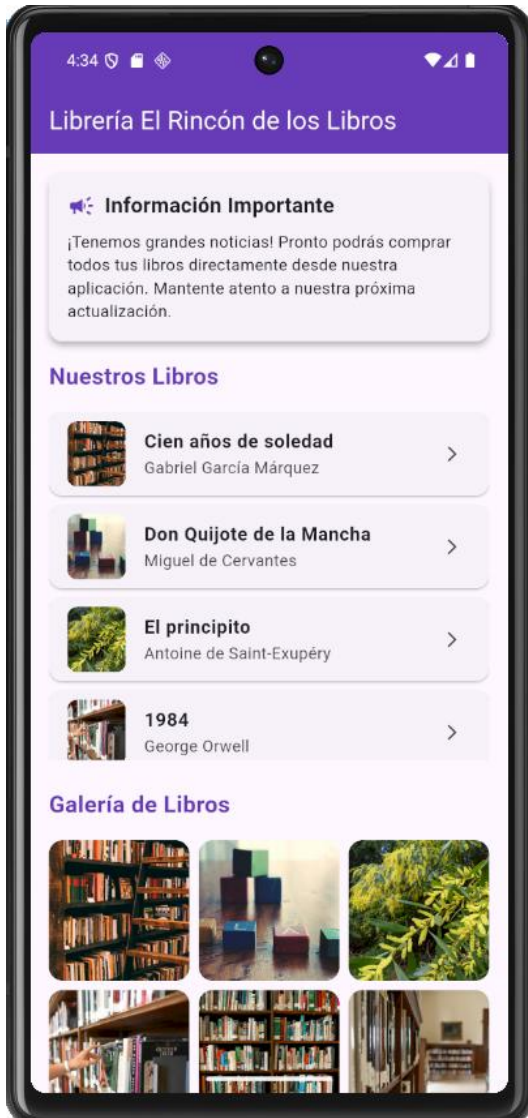 4:34
Librería El Rincón de los Libros
Información Importante
¡Tenemos grandes noticias! Pronto podrás comprar
todos tus libros directamente desde nuestra
aplicación. Mantente atento a nuestra próxima
actualización.
Nuestros Libros
Cien años de soledad
Gabriel García Márquez
Don Quijote de la Mancha
Miguel de Cervantes
El principito
Antoine de Saint-Exupéry
1984
George Orwell
Galería de Libros